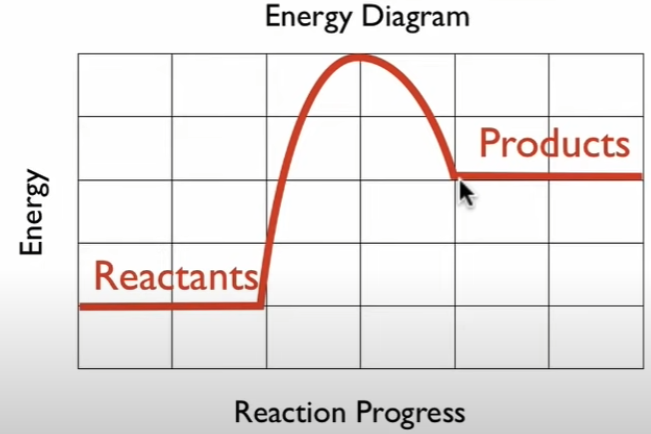 Energy Diagram
Products
Energy
Reactants
Reaction Progress